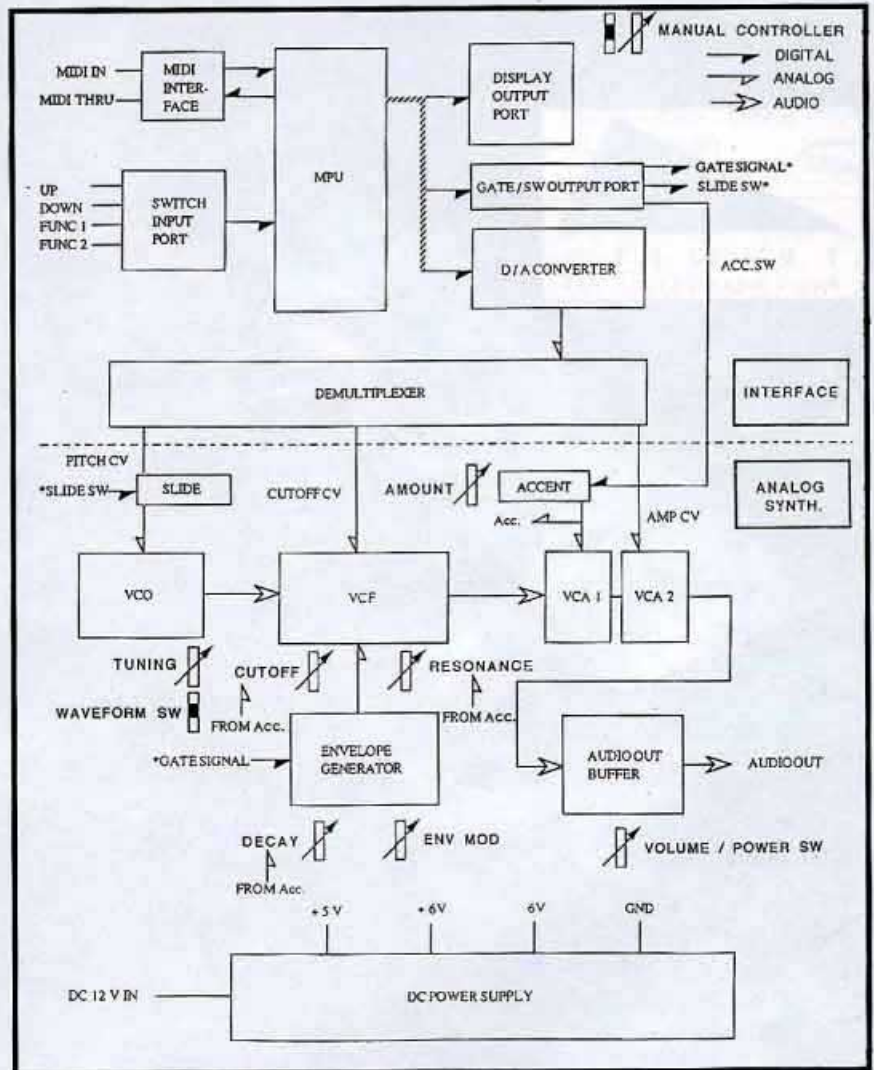 MANUAL CONTROLLER
DIGITAL
ANALOG
AUDIO
MIDI IN
MIDI THRU
MIDI
INTER-
FACE
MPU
DISPLAY
OUTPUT
PORT
UP
DOWN
FUNC 1
FUNC 2
SWITCH
INPUT
PORT
GATE / SW OUTPUT PORT
GATE SIGNAL*
SLIDE SW*
D / A CONVERTER
ACC. SW
DEMULTIPLEXER
INTERFACE
PITCH CV
*SLIDE SW
SLIDE
CUTOFF CV
AMOUNT
ACCENT
Acc.
AMP CV
ANALOG
SYNTH.
VCO
VCF
VCA 1
VCA 2
TUNING
WAVEFORM SW
CUTOFF
FROM Acc.
RESONANCE
FROM Acc.
*GATE SIGNAL
ENVELOPE
GENERATOR
AUDIO OUT
BUFFER
AUDIO OUT
DECAY
FROM Acc.
ENV MOD
VOLUME / POWER SW
+5 V
+6V
6V
GND
DC 12 V IN
DC POWER SUPPLY